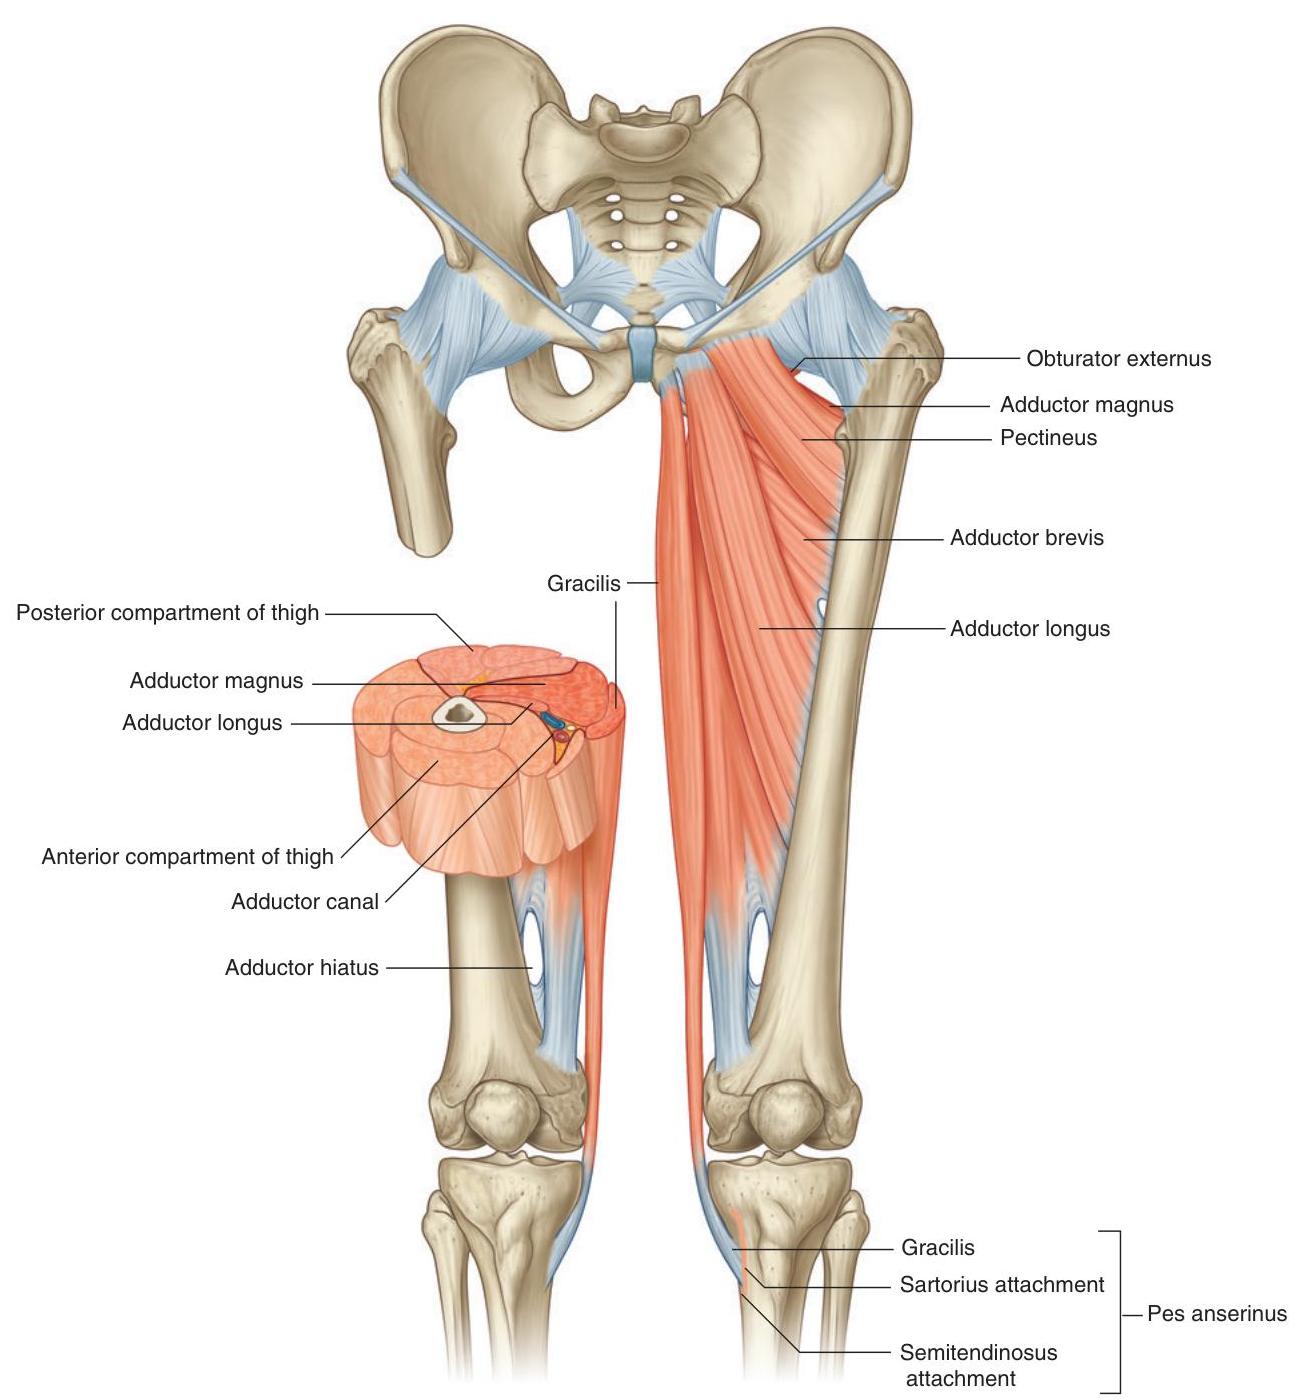 Obturator externus
Adductor magnus
Pectineus
Adductor brevis
Gracilis
Posterior compartment of thigh
Adductor longus
Adductor magnus
Adductor longus
Anterior compartment of thigh
Adductor canal
Adductor hiatus
Gracilis
Sartorius attachment
Pes anserinus
Semitendinosus
attachment